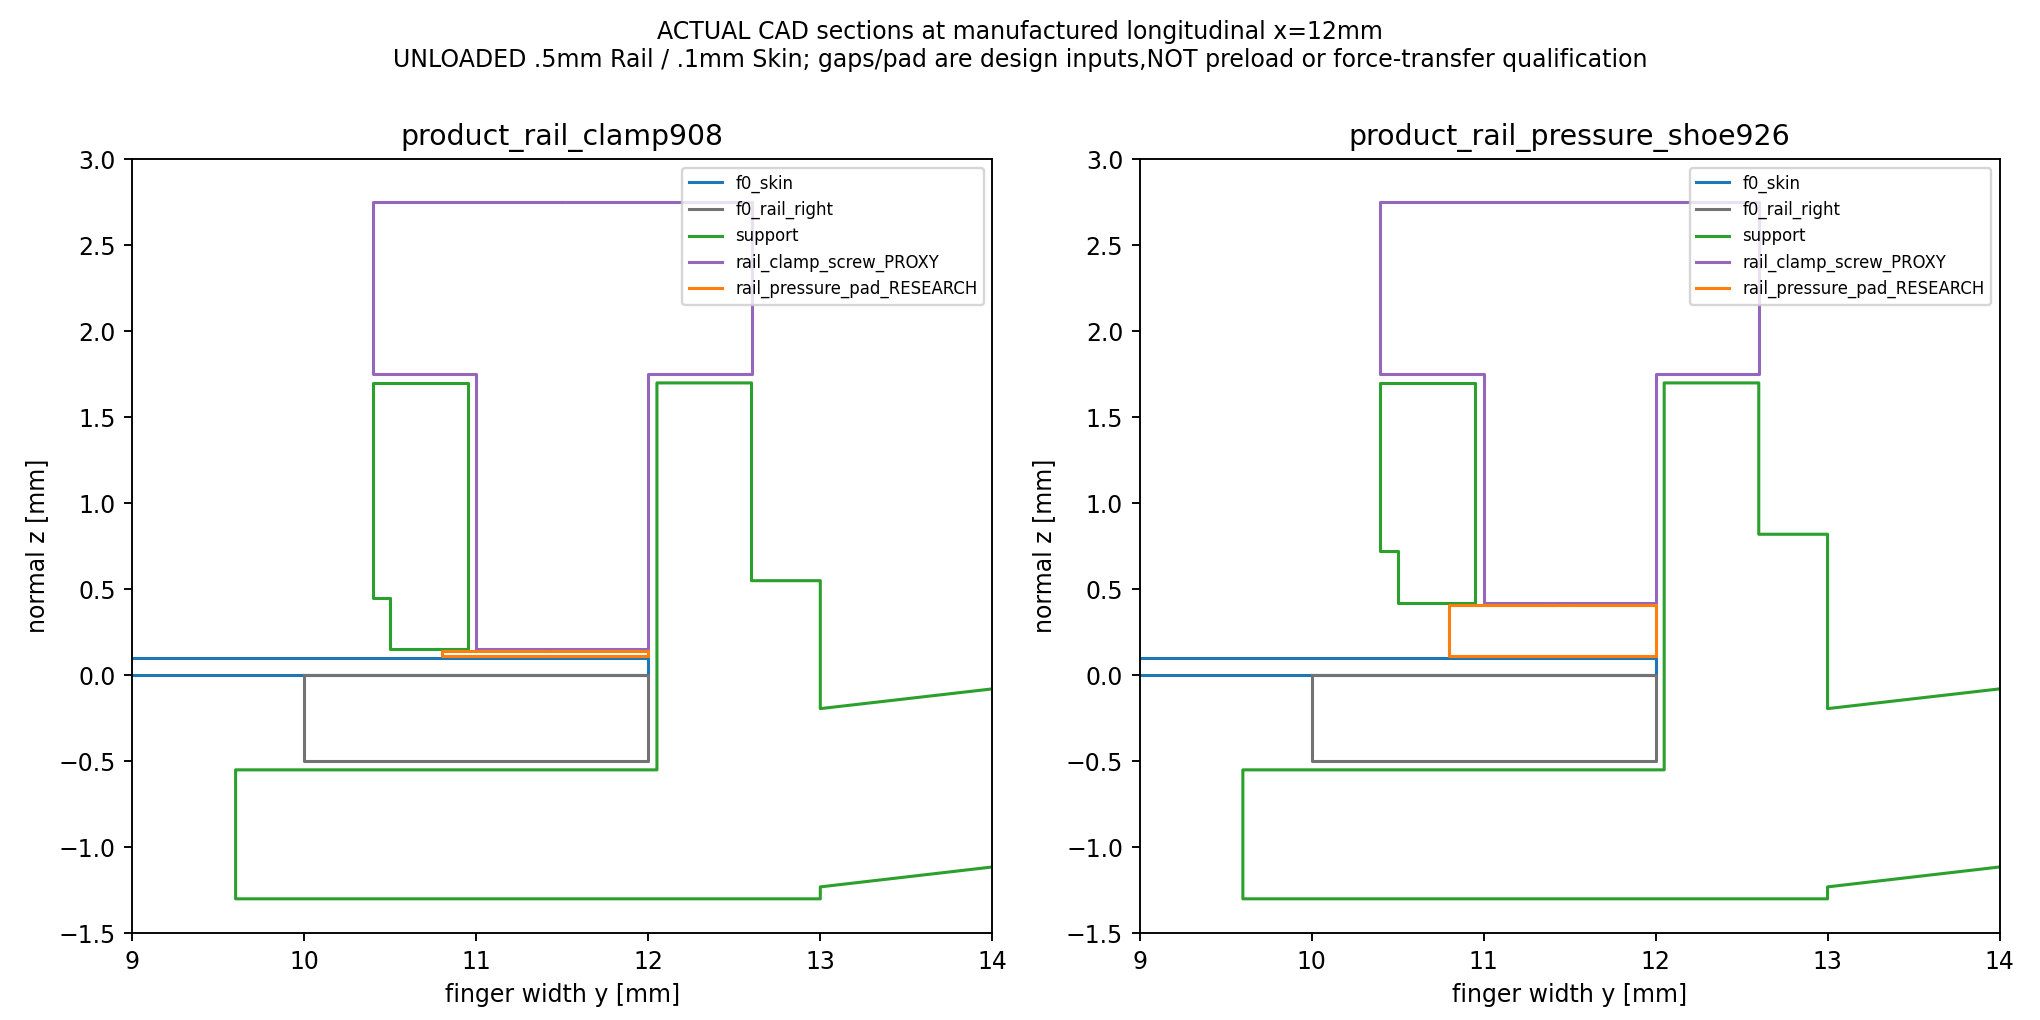 ACTUAL CAD sections at manufactured longitudinal x=12mm
UNLOADED .5mm Rail / .1mm Skin; gaps/pad are design inputs,NOT preload or force-transfer qualification
product_rail_clamp908
3.0
2.5
2.0
1.5
1.0
0.5
0.0
−0.5
−1.0
−1.5
normal z [mm]
f0_skin
f0_rail_right
support
rail_clamp_screw_PROXY
rail_pressure_pad_RESEARCH
9
10
11
12
13
14
finger width y [mm]
product_rail_pressure_shoe926
3.0
2.5
2.0
1.5
1.0
0.5
0.0
−0.5
−1.0
−1.5
normal z [mm]
f0_skin
f0_rail_right
support
rail_clamp_screw_PROXY
rail_pressure_pad_RESEARCH
9
10
11
12
13
14
finger width y [mm]